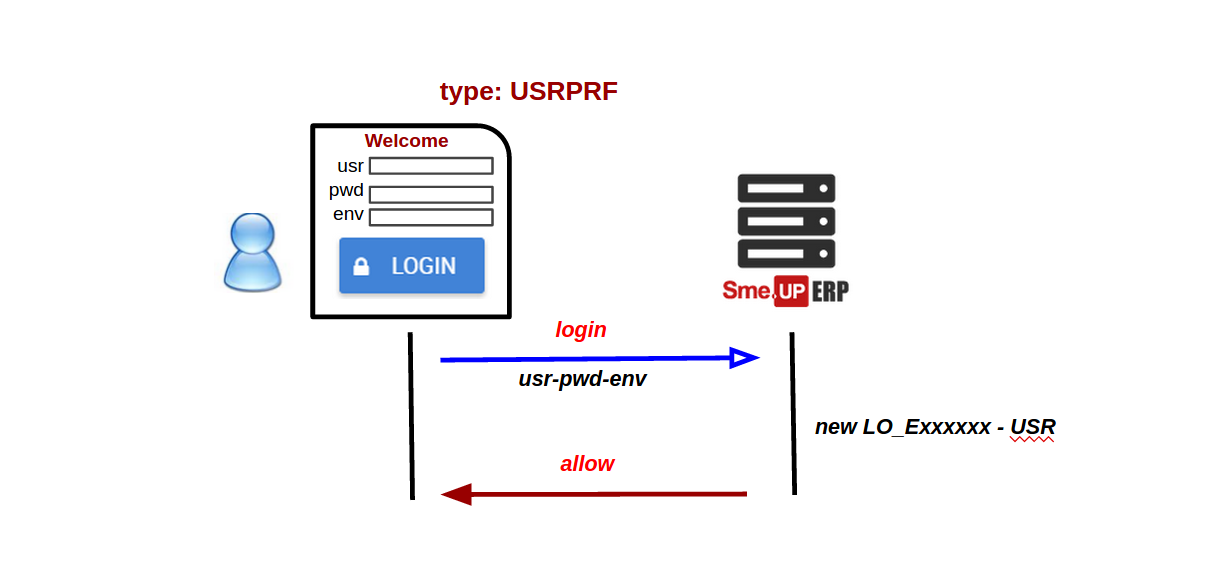 type: USRPRF
Welcome
usr
pwd
env
LOGIN
Sme.UP ERP
login
usr-pwd-env
new LO_Exxxxxx - USR
allow